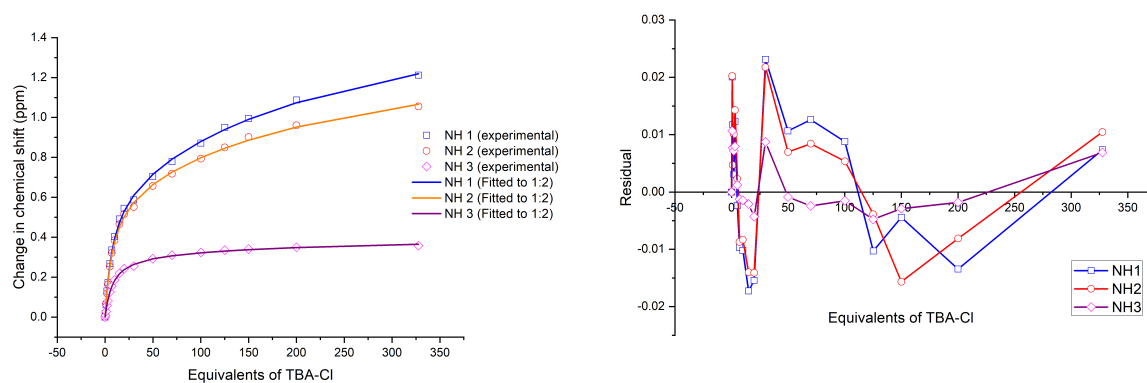 Change in chemical shift (ppm)
1.4
1.2
1.0
0.8
0.6
0.4
0.2
0.0
-50
0
50
100
150
200
250
300
350
Equivalents of TBA-Cl
NH 1 (experimental)
NH 2 (experimental)
NH 3 (experimental)
NH 1 (Fitted to 1:2)
NH 2 (Fitted to 1:2)
NH 3 (Fitted to 1:2)
Residual
0.03
0.02
0.01
0.00
-0.01
-0.02
-50
0
50
100
150
200
250
300
350
Equivalents of TBA-Cl
NH1
NH2
NH3